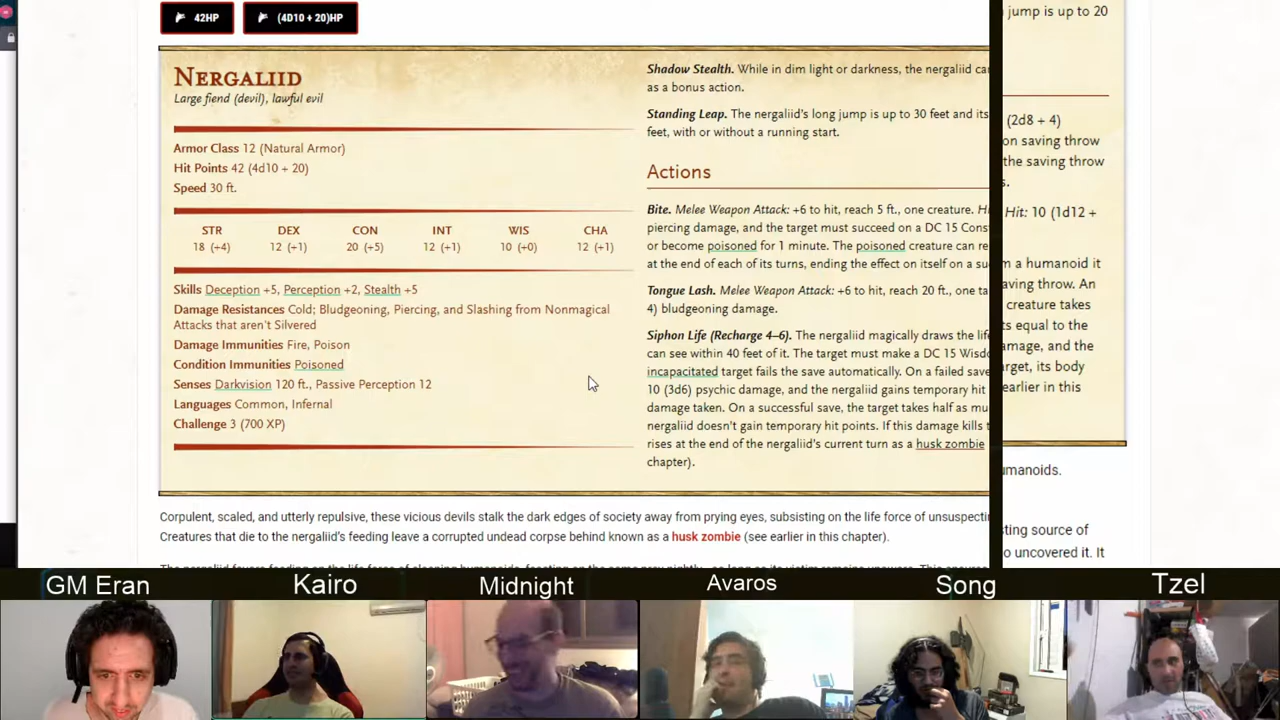 42HP
(4D10 + 20)HP
NERGALIID
Large fiend (devil), lawful evil
Armor Class 12 (Natural Armor)
Hit Points 42 (4d10 + 20)
Speed 30 ft.
STR DEX CON INT WIS CHA
18 (+4) 12 (+1) 20 (+5) 12 (+1) 10 (+0) 12 (+1)
Skills Deception +5, Perception +2, Stealth +5
Damage Resistances Cold; Bludgeoning, Piercing, and Slashing from Nonmagical
Attacks that aren't Silvered
Damage Immunities Fire, Poison
Condition Immunities Poisoned
Senses Darkvision 120 ft., Passive Perception 12
Languages Common, Infernal
Challenge 3 (700 XP)
Shadow Stealth. While in dim light or darkness, the nergaliid ca
as a bonus action.
Standing Leap. The nergaliid's long jump is up to 30 feet and its
feet, with or without a running start.
Actions
Bite. Melee Weapon Attack: +6 to hit, reach 5 ft., one creature. Hi
piercing damage, and the target must succeed on a DC 15 Cons
or become poisoned for 1 minute. The poisoned creature can re
at the end of each of its turns, ending the effect on itself on a su
Tongue Lash. Melee Weapon Attack: +6 to hit, reach 20 ft., one ta
4) bludgeoning damage.
Siphon Life (Recharge 4–6). The nergaliid magically draws the life
can see within 40 feet of it. The target must make a DC 15 Wisdo
incapacitated target fails the save automatically. On a failed save
10 (3d6) psychic damage, and the nergaliid gains temporary hit
damage taken. On a successful save, the target takes half as mu
nergaliid doesn't gain temporary hit points. If this damage kills t
rises at the end of the nergaliid's current turn as a husk zombie
chapter).
jump is up to 20
(2d8 + 4)
on saving throw
the saving throw
s.
Hit: 10 (1d12 +
m a humanoid it
aving throw. An
creature takes
ts equal to the
amage, and the
arget, its body
earlier in this
umanoids.
sting source of
o uncovered it. It
Corpulent, scaled, and utterly repulsive, these vicious devils stalk the dark edges of society away from prying eyes, subsisting on the life force of unsuspecti
Creatures that die to the nergaliid's feeding leave a corrupted undead corpse behind known as a husk zombie (see earlier in this chapter).
GM Eran
Kairo
Midnight
Avaros
Song
Tzel